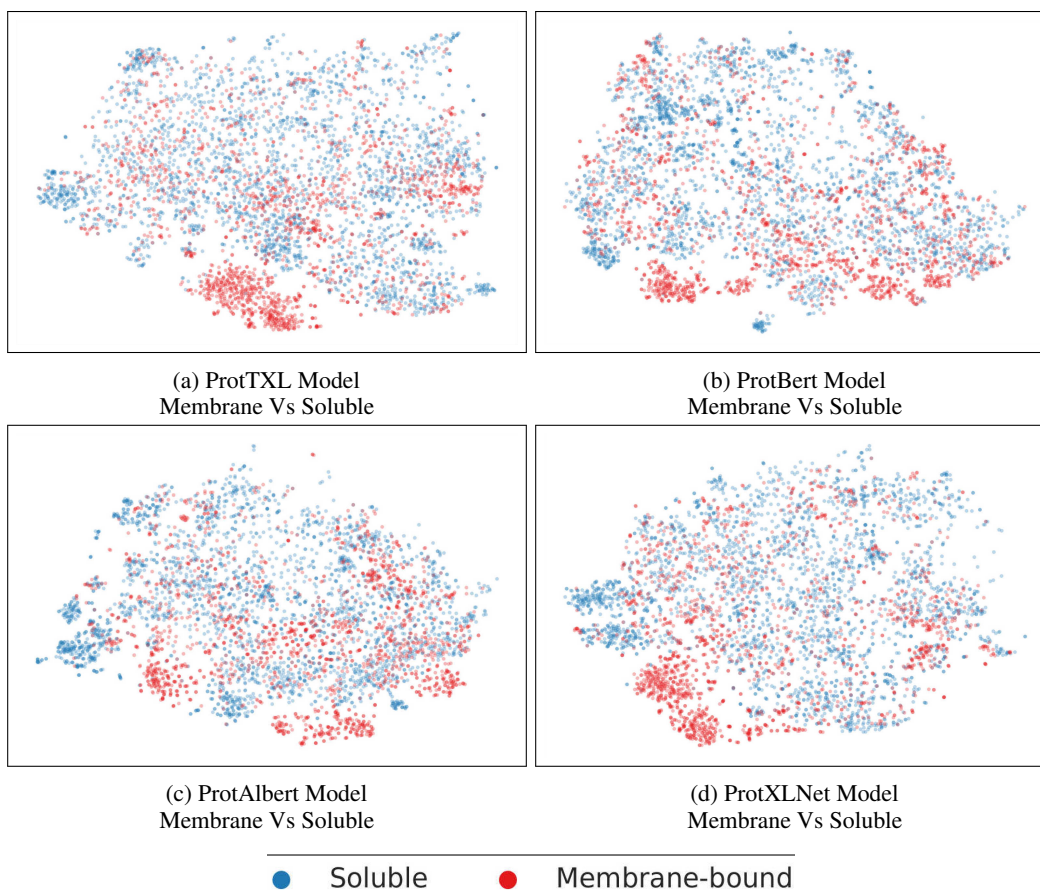 (a) ProtTXL Model
Membrane Vs Soluble
(b) ProtBert Model
Membrane Vs Soluble
(c) ProtAlbert Model
Membrane Vs Soluble
(d) ProtXLNet Model
Membrane Vs Soluble
Soluble Membrane-bound